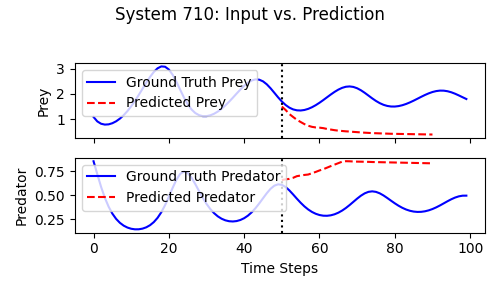 System 710: Input vs. Prediction
3
2
1
Prey
Ground Truth Prey
Predicted Prey
0.75
0.50
0.25
Predator
Ground Truth Predator
Predicted Predator
0
20
40
60
80
100
Time Steps